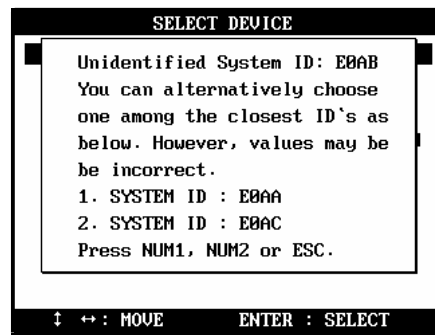 SELECT DEVICE
Unidentified System ID: E0AB
You can alternatively choose
one among the closest ID`s as
below. However, values may be
be incorrect.
1. SYSTEM ID : E0AA
2. SYSTEM ID : E0AC
Press NUM1, NUM2 or ESC.
↕ ↔: MOVE ENTER : SELECT